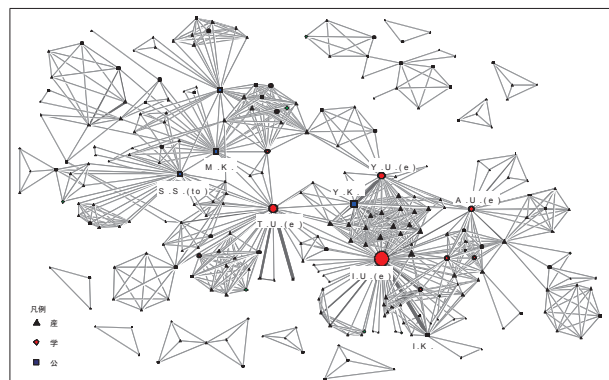 M.K.
S.S.(to)
Y.U.(e)
Y.K.
A.U.(e)
T.U.(e)
I.U.(e)
I.K.
凡例
産
学
公